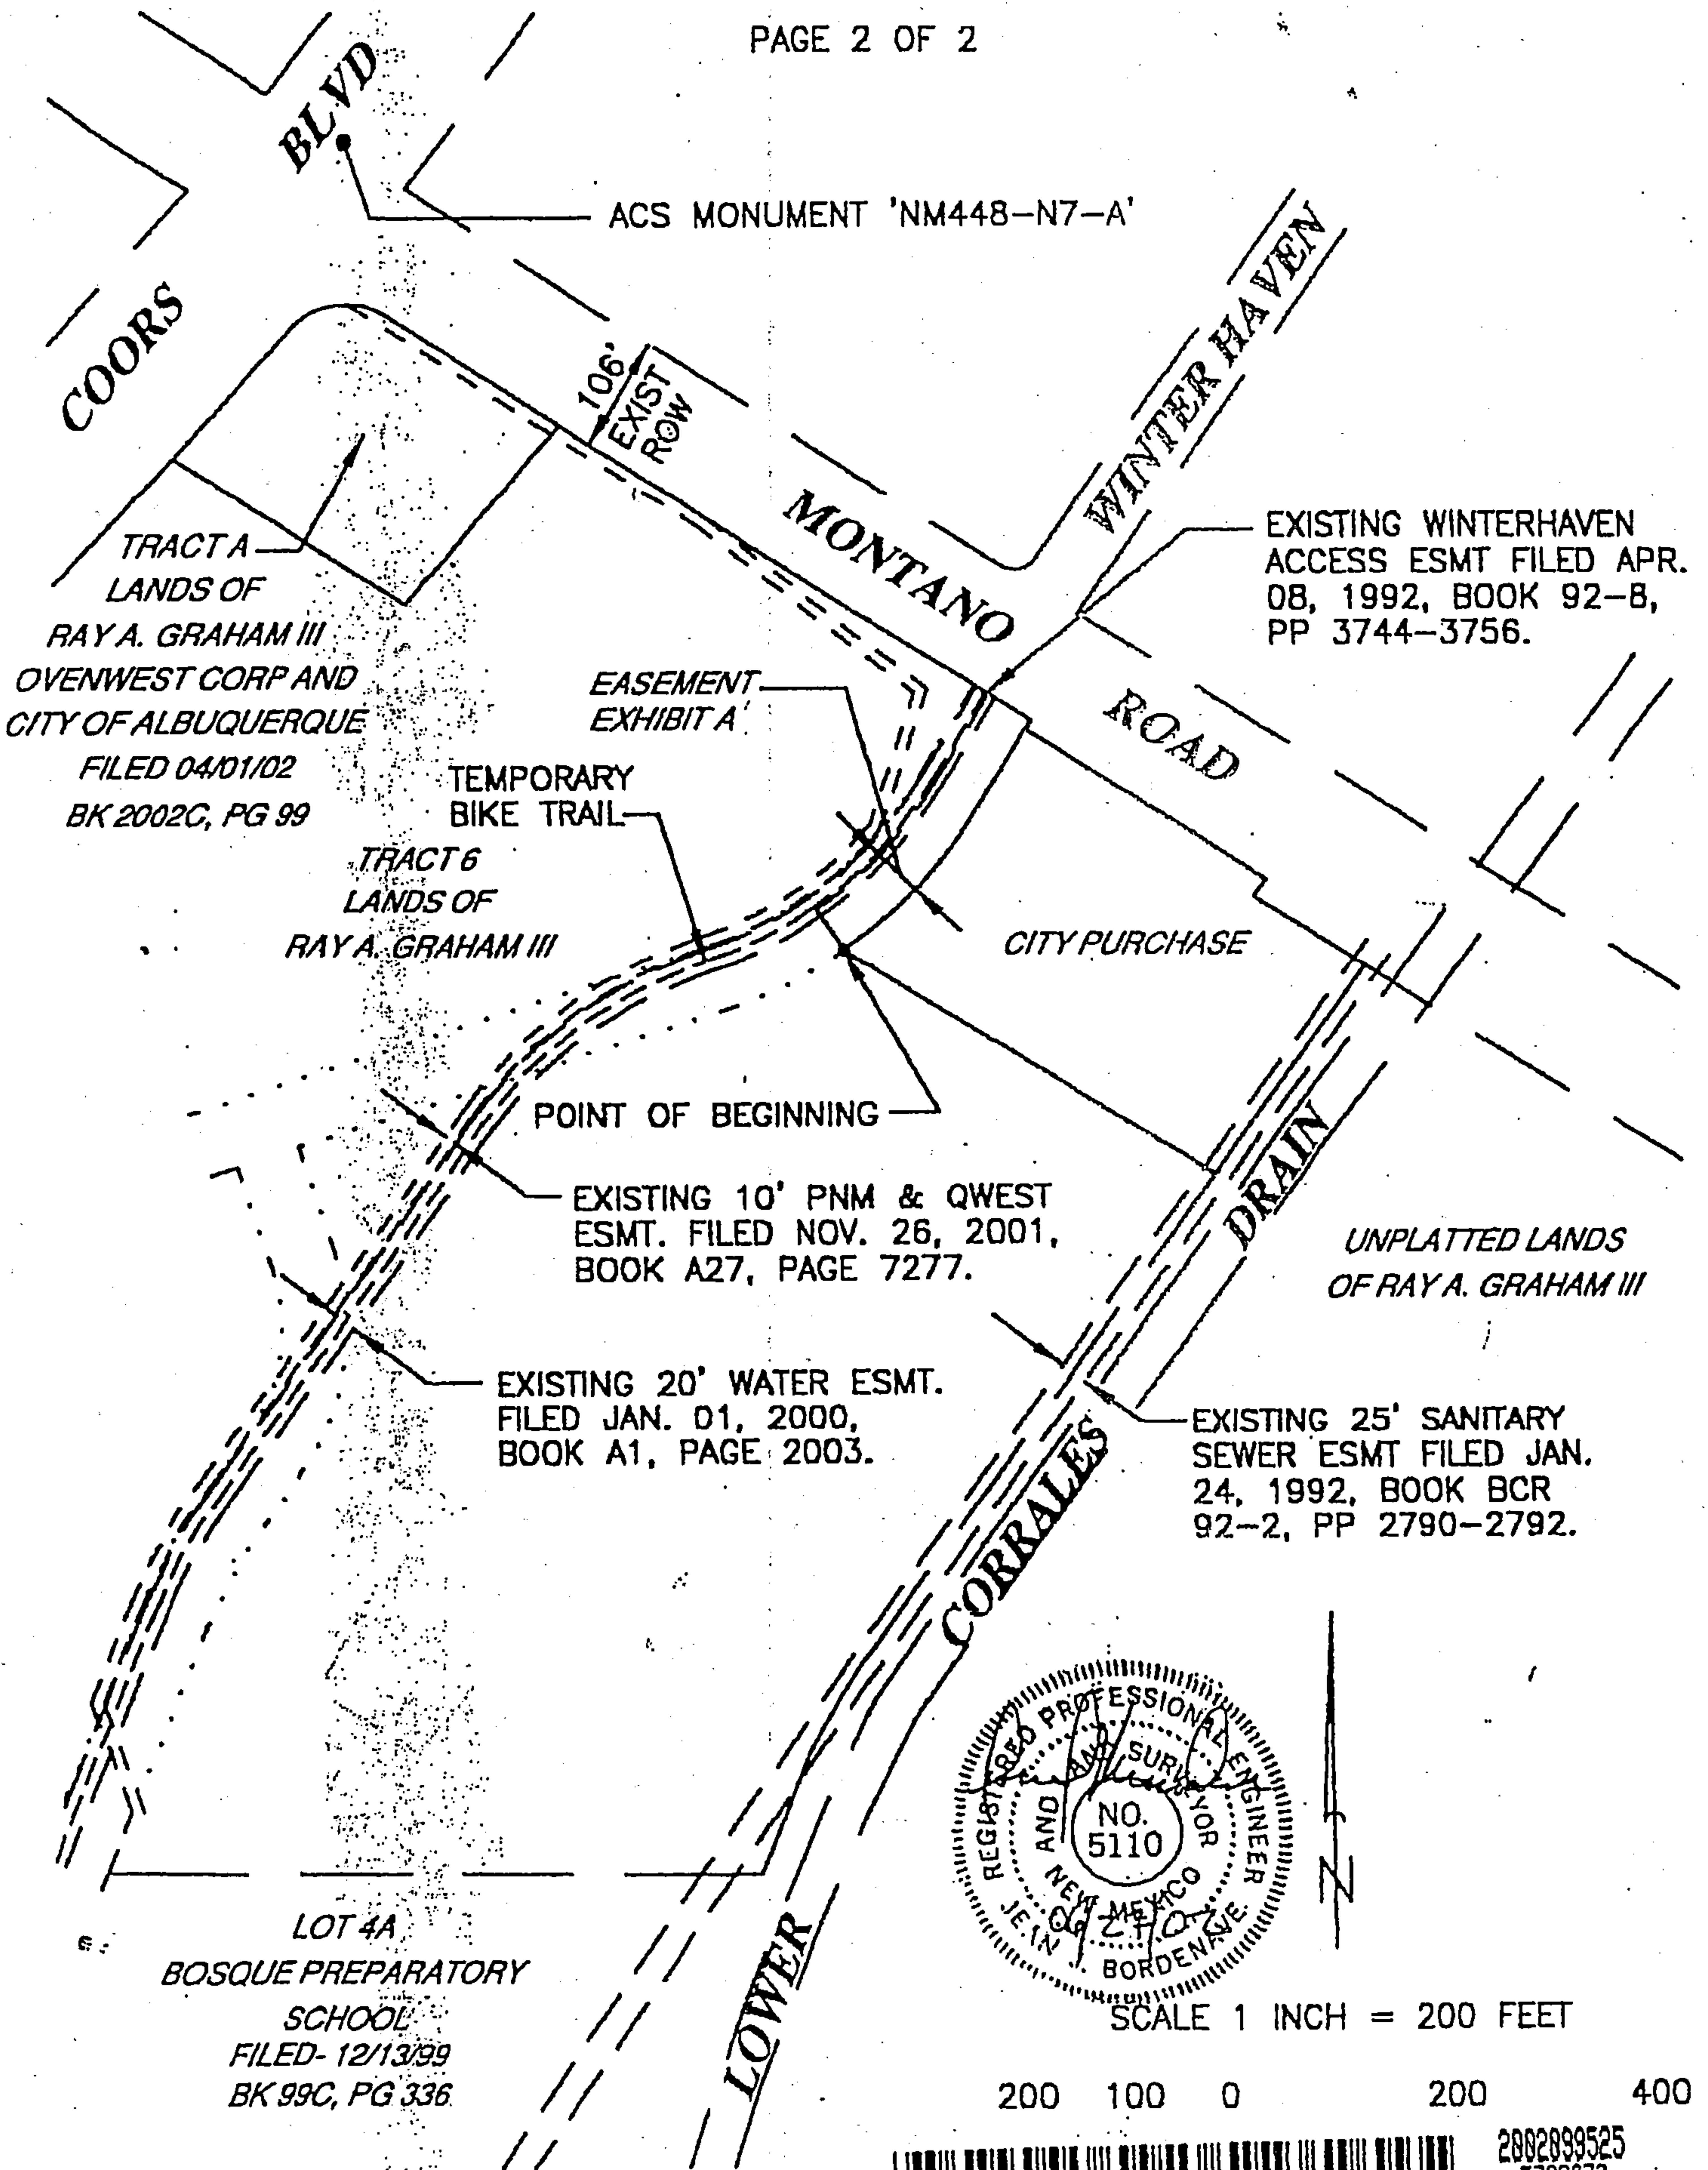 PAGE 2 OF 2
BLVD
ACS MONUMENT 'NM448-N7-A'
COORS
106'
EXIST
ROW
WINTER HAVEN
MONTANO
ROAD
EXISTING WINTERHAVEN
ACCESS ESMT FILED APR.
08, 1992, BOOK 92-8,
PP 3744-3756.
TRACT A
LANDS OF
RAY A. GRAHAM III
OVENWEST CORP AND
CITY OF ALBUQUERQUE
FILED 04/01/02
BK 2002C, PG 99
EASEMENT
EXHIBIT A'
TEMPORARY
BIKE TRAIL
TRACT 6
LANDS OF
RAY A. GRAHAM III
CITY PURCHASE
POINT OF BEGINNING
EXISTING 10' PNM & QWEST
ESMT. FILED NOV. 26, 2001,
BOOK A27, PAGE 7277.
DRAIN
UNPLATTED LANDS
OF RAY A. GRAHAM III
EXISTING 20' WATER ESMT.
FILED JAN. 01, 2000,
BOOK A1, PAGE 2003.
EXISTING 25' SANITARY
SEWER ESMT FILED JAN.
24, 1992, BOOK BCR
92-2, PP 2790-2792.
CORRALES
REGISTERED PROFESSIONAL ENGINEER
AND LAND SURVEYOR
NO.
5110
NEW MEXICO
JEAN J. BORDENAVE
N
LOT 4A
BOSQUE PREPARATORY
SCHOOL
FILED- 12/13/99
BK 99C, PG 336
LOWER
SCALE 1 INCH = 200 FEET
200 100 0 200 400
2002099525